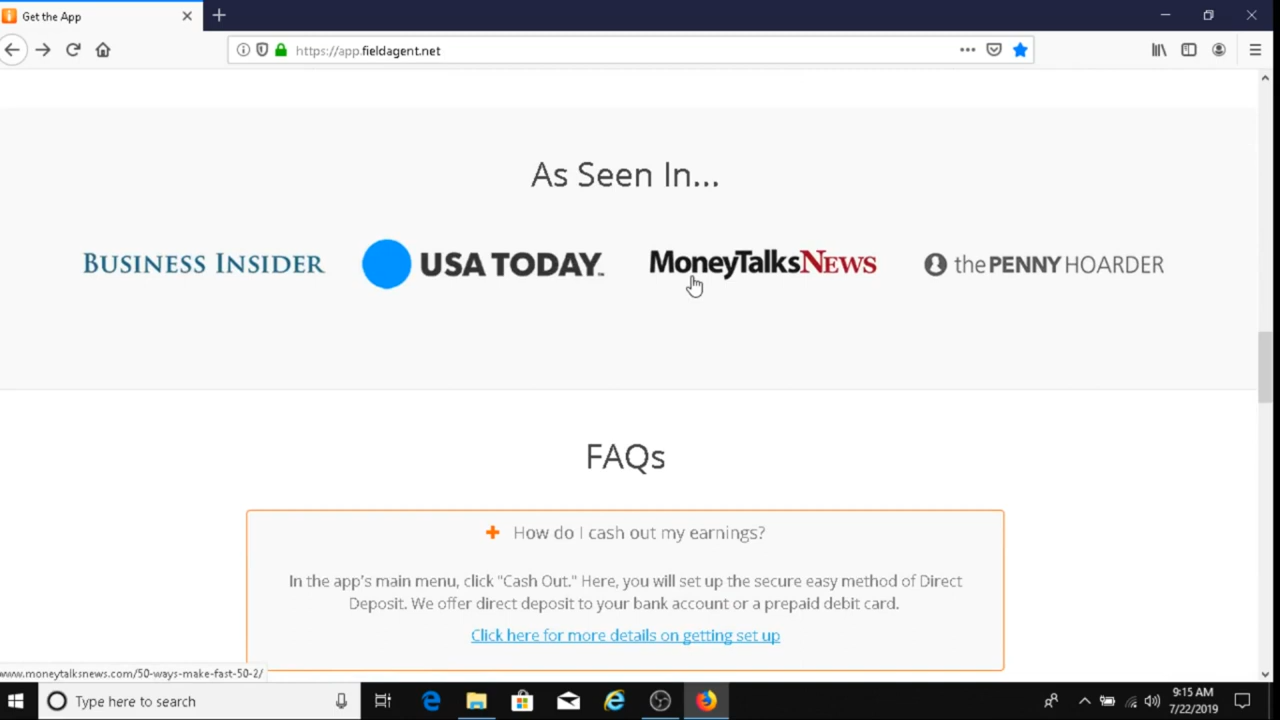 Get the App
https://app.fieldagent.net
As Seen In...
BUSINESS INSIDER
USA TODAY
MoneyTalksNews
thePENNY HOARDER
FAQs
How do I cash out my earnings?
In the app's main menu, click "Cash Out." Here, you will set up the secure easy method of Direct
Deposit. We offer direct deposit to your bank account or a prepaid debit card.
Click here for more details on getting set up
www.moneytalksnews.com/50-ways-make-fast-50-2/
Type here to search
9:15 AM
7/22/2019